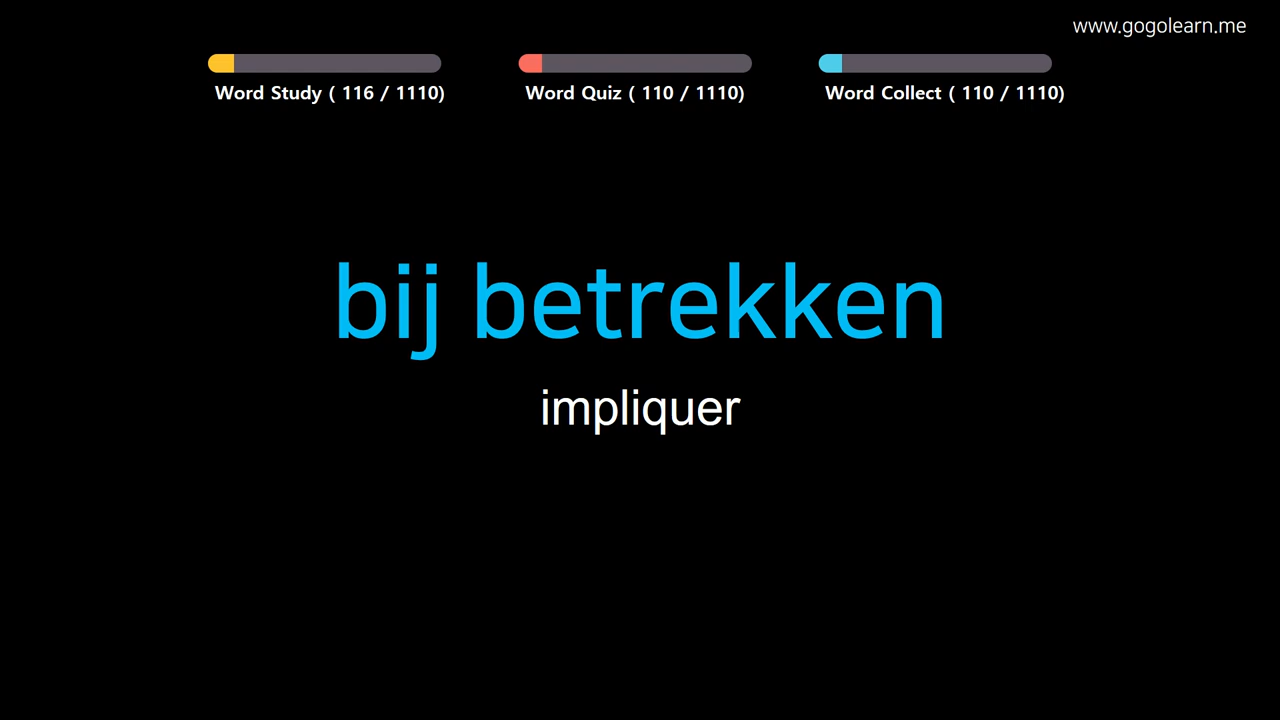 www.gogolearn.me
Word Study ( 116 / 1110)
Word Quiz ( 110 / 1110)
Word Collect ( 110 / 1110)
bij betrekken
impliquer